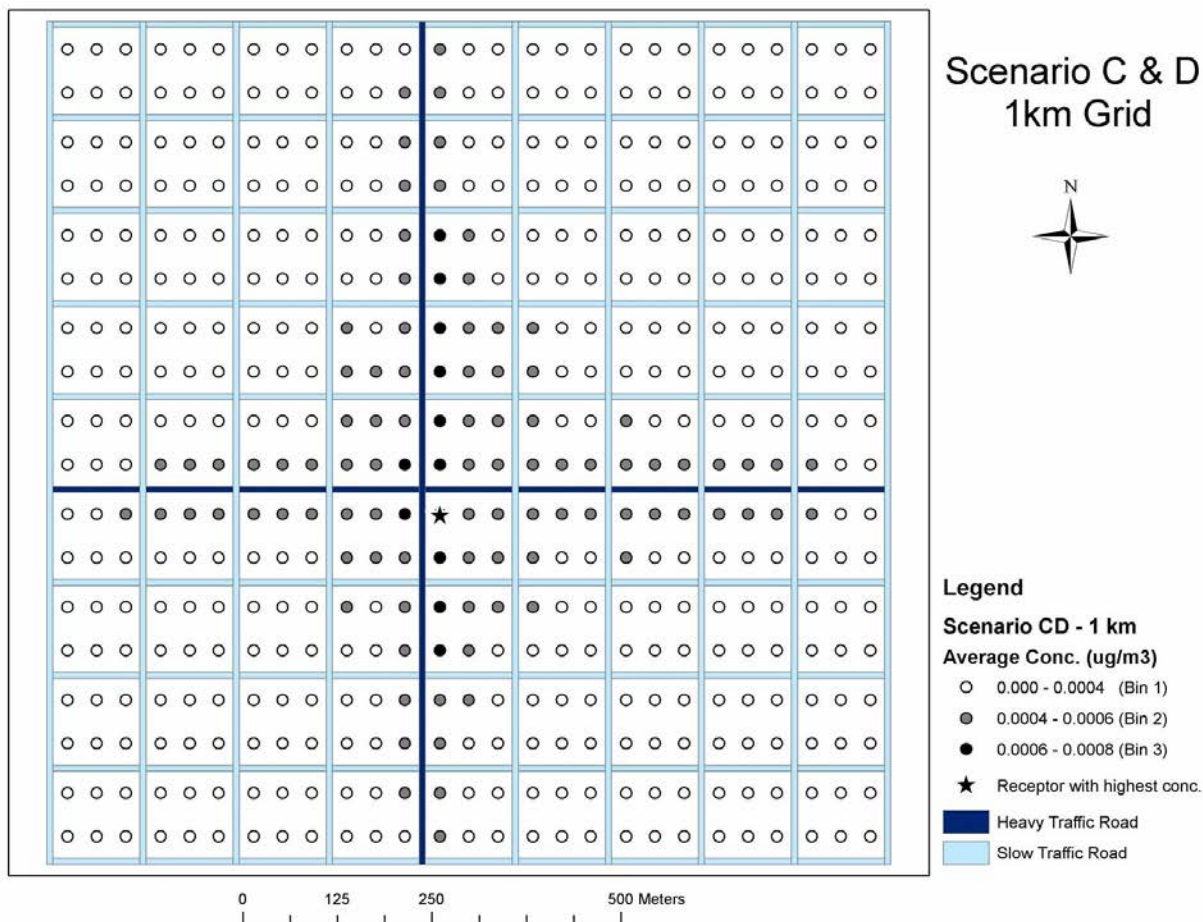 Scenario C & D
1km Grid
N
Legend
Scenario CD - 1 km
Average Conc. (ug/m3)
0.000 - 0.0004 (Bin 1)
0.0004 - 0.0006 (Bin 2)
0.0006 - 0.0008 (Bin 3)
Receptor with highest conc.
Heavy Traffic Road
Slow Traffic Road
0 125 250 500 Meters